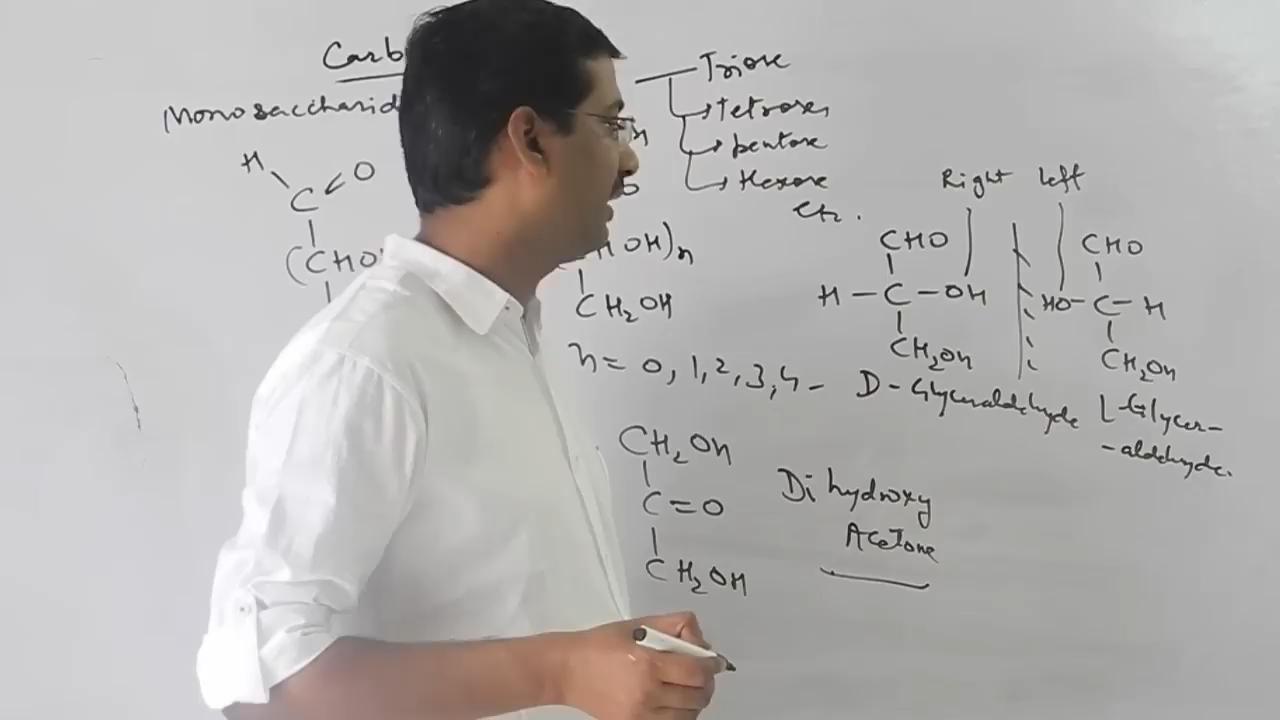 Carb
Monosaccharid
Triose
tetroses
pentose
Hexose
etc.
H
C
O
(CHO
OH)n
CH2OH
n = 0, 1, 2, 3, 4 -
Right left
CHO
H - C - OH
CH2OH
D - Glyceraldehyde
CHO
HO - C - H
CH2OH
L - Glycer-
-aldehyde.
CH2OH
C = O
CH2OH
Di hydroxy
Acetone